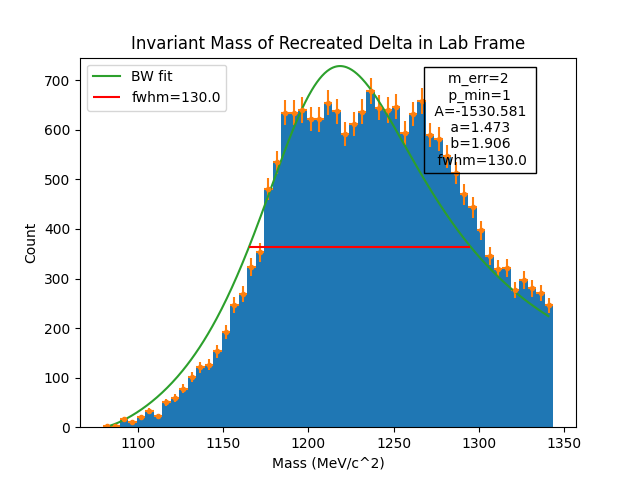 Invariant Mass of Recreated Delta in Lab Frame
BW fit
fwhm=130.0
m_err=2
p_min=1
A=-1530.581
a=1.473
b=1.906
fwhm=130.0
Count
700
600
500
400
300
200
100
0
1100
1150
1200
1250
1300
1350
Mass (MeV/c^2)